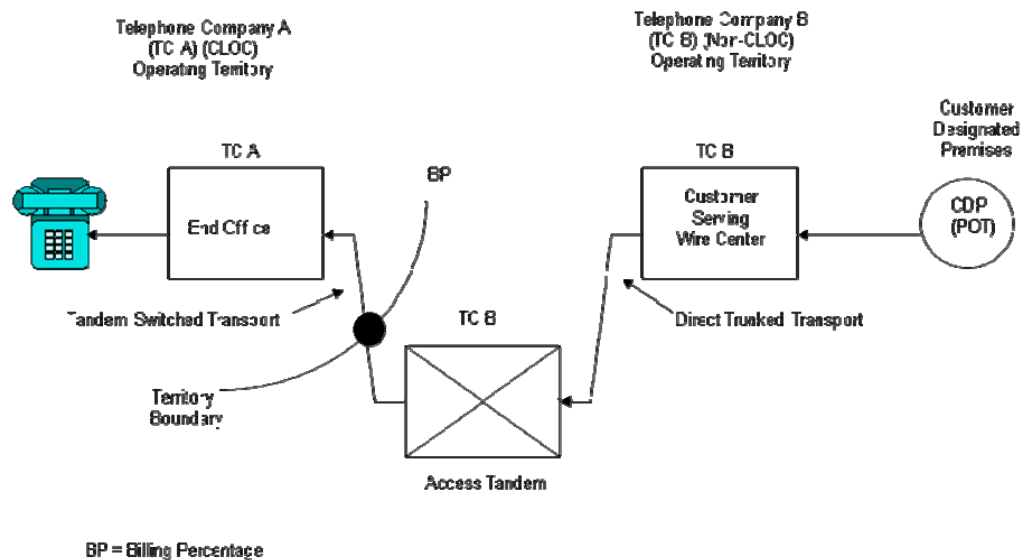 Telephone Company A
(TC A) (CLOC)
Operating Territory
Telephone Company B
(TC B) (Non-CLOC)
Operating Territory
Customer
Designated
Premises
TC A
BP
TC B
End Office
Customer
Serving
Wire Center
CDP
(POT)
Tandem Switched Transport
TC B
Direct Trunked Transport
Territory
Boundary
Access Tandem
BP = Billing Percentage